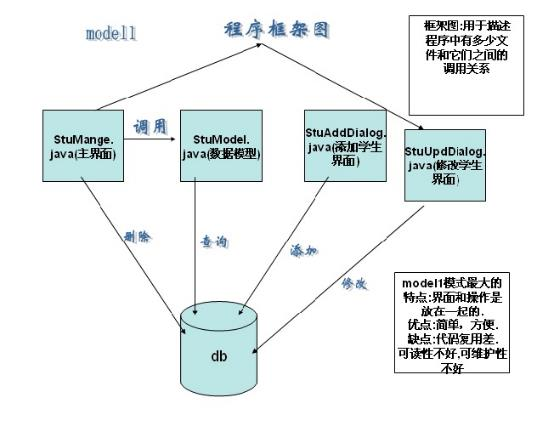 model1
程序框架图
框架图:用于描述
程序中有多少文
件和它们之间的
调用关系
StuMange.
java(主界面)
调用
StuModel.
java(数据模型)
StuAddDialog.
java(添加学生
界面)
StuUpdDialog.
java(修改学生
界面)
删除
查询
添加
修改
db
model1模式最大的
特点:界面和操作是
放在一起的.
优点:简单，方便.
缺点:代码复用差.
可读性不好,可维护性
不好